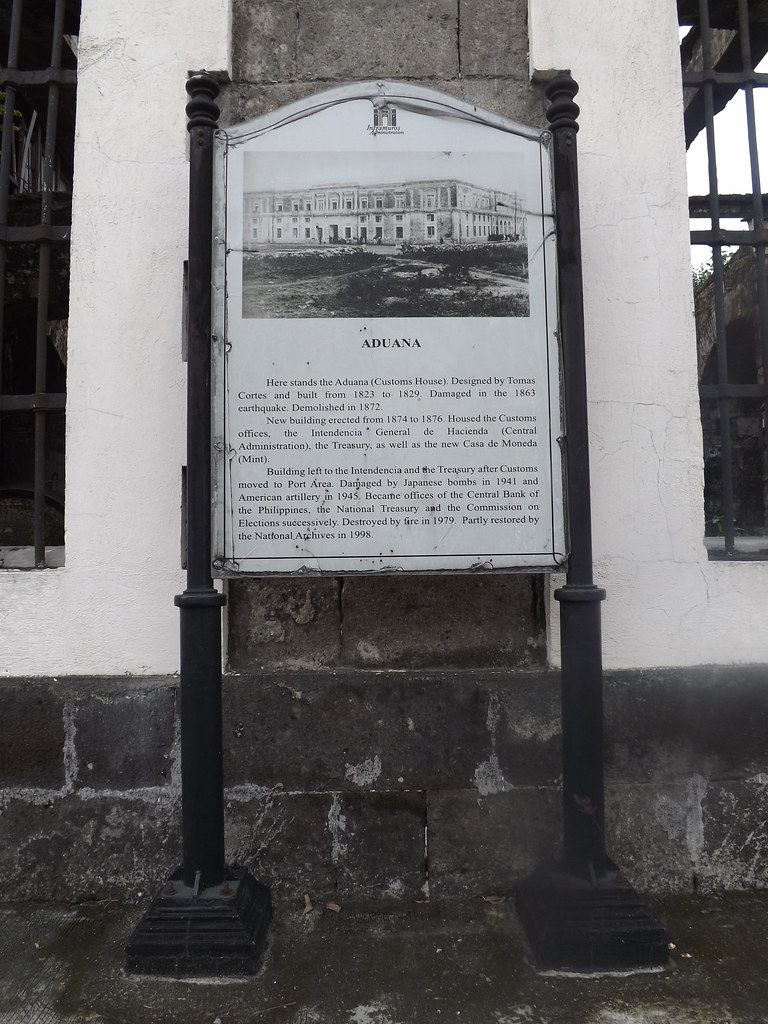 Intramuros
Administration
ADUANA
Here stands the Aduana (Customs House). Designed by Tomas
Cortes and built from 1823 to 1829. Damaged in the 1863
earthquake. Demolished in 1872.
New building erected from 1874 to 1876. Housed the Customs
offices, the Intendencia General de Hacienda (Central
Administration), the Treasury, as well as the new Casa de Moneda
(Mint).
Building left to the Intendencia and the Treasury after Customs
moved to Port Area. Damaged by Japanese bombs in 1941 and
American artillery in 1945. Became offices of the Central Bank of
the Philippines, the National Treasury and the Commission on
Elections successively. Destroyed by fire in 1979. Partly restored by
the National Archives in 1998.